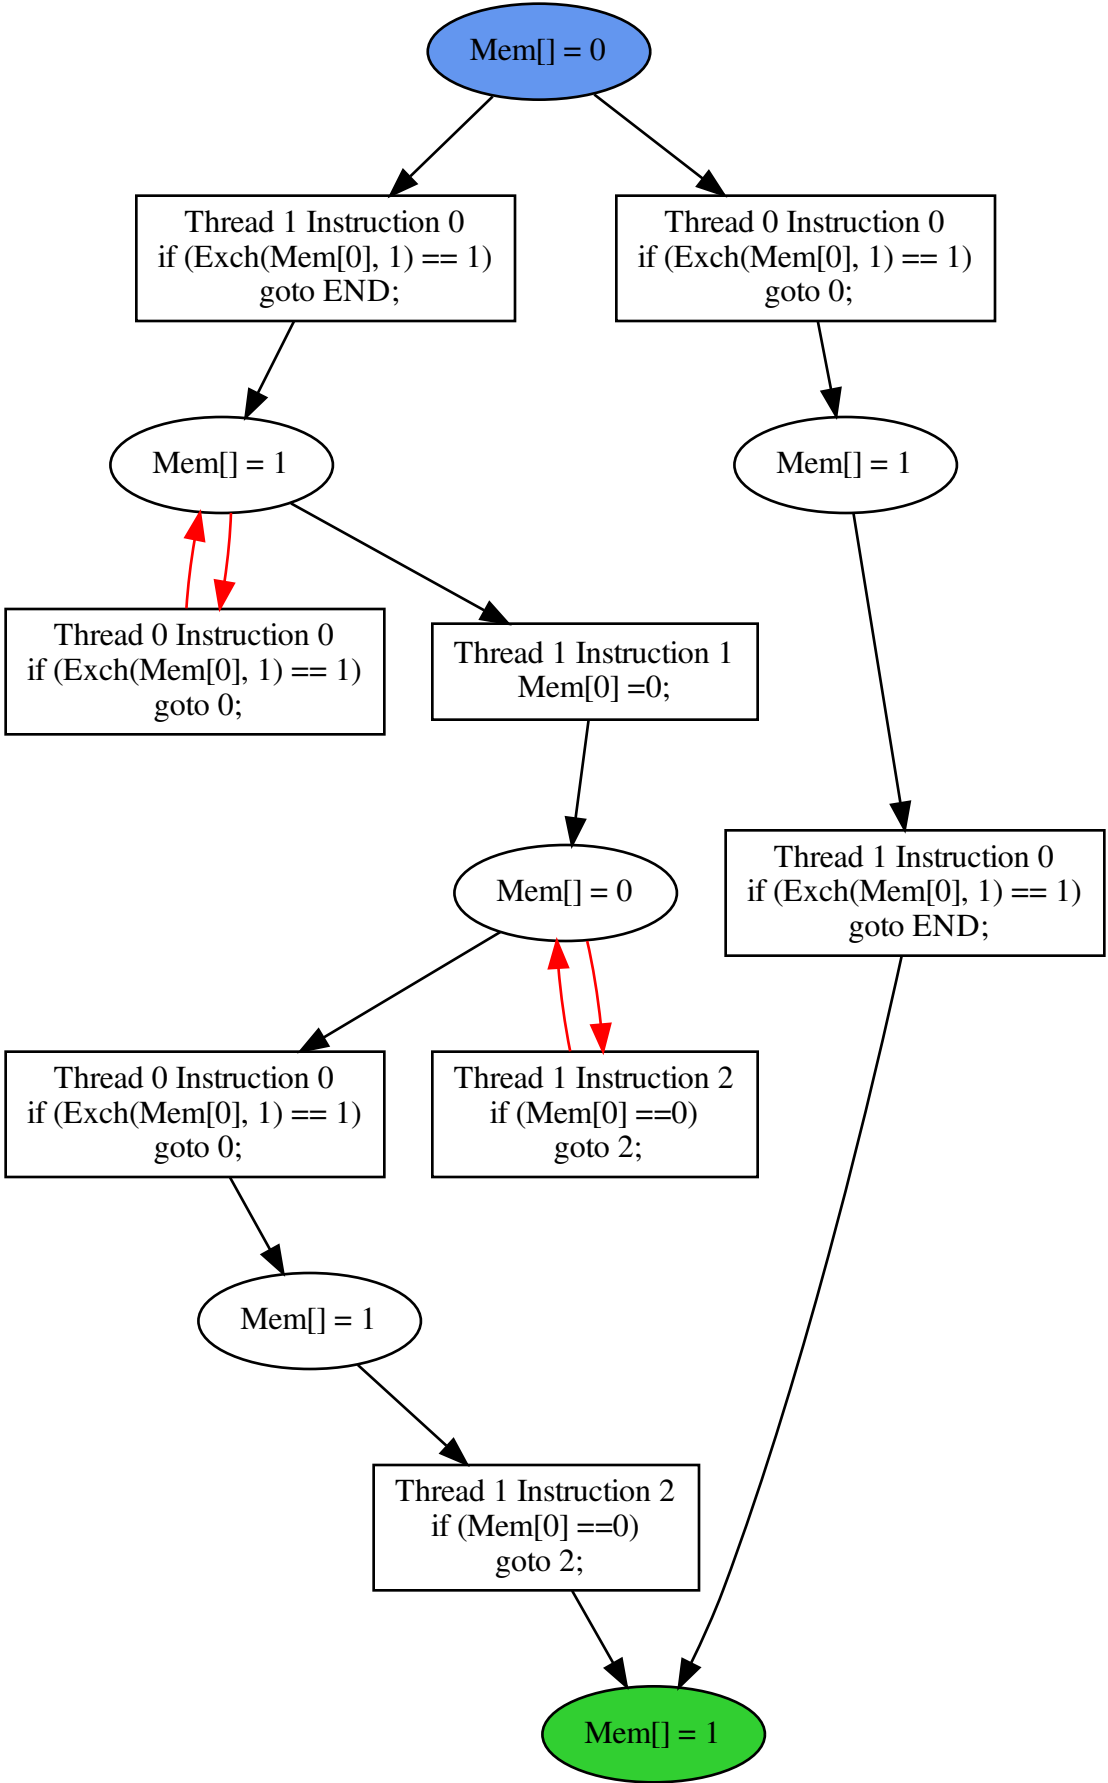 Mem[] = 0
Thread 1 Instruction 0
if (Exch(Mem[0], 1) == 1)
goto END;
Thread 0 Instruction 0
if (Exch(Mem[0], 1) == 1)
goto 0;
Mem[] = 1
Mem[] = 1
Thread 0 Instruction 0
if (Exch(Mem[0], 1) == 1)
goto 0;
Thread 1 Instruction 1
Mem[0] =0;
Mem[] = 0
Thread 1 Instruction 0
if (Exch(Mem[0], 1) == 1)
goto END;
Thread 0 Instruction 0
if (Exch(Mem[0], 1) == 1)
goto 0;
Thread 1 Instruction 2
if (Mem[0] ==0)
goto 2;
Mem[] = 1
Thread 1 Instruction 2
if (Mem[0] ==0)
goto 2;
Mem[] = 1